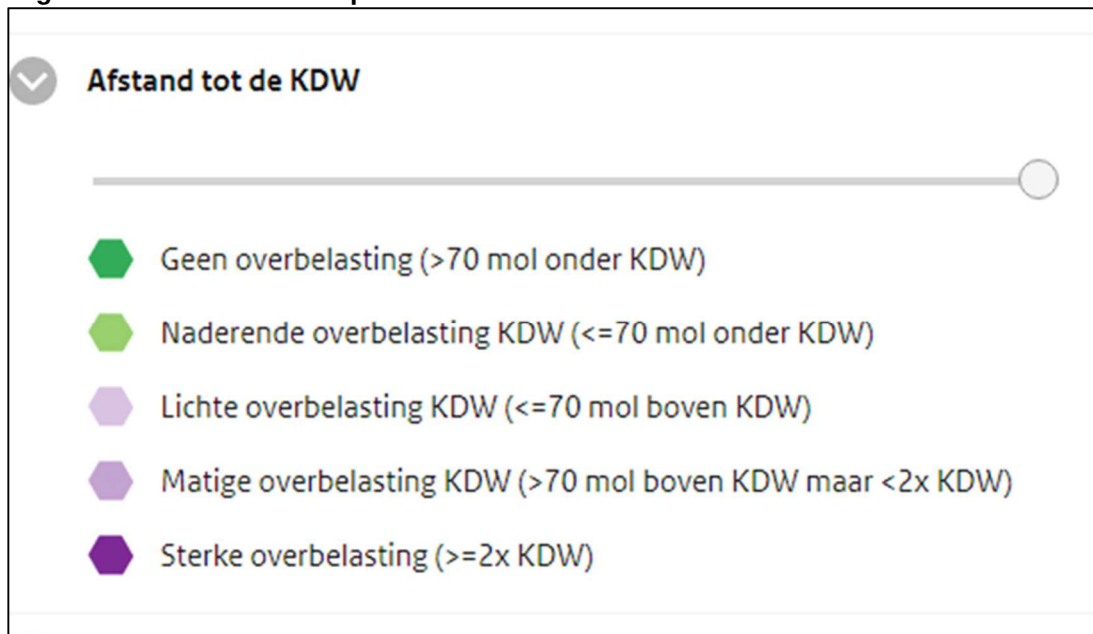 Afstand tot de KDW
Geen overbelasting (>70 mol onder KDW)
Naderende overbelasting KDW (<=70 mol onder KDW)
Lichte overbelasting KDW (<=70 mol boven KDW)
Matige overbelasting KDW (>70 mol boven KDW maar <2x KDW)
Sterke overbelasting (>=2x KDW)